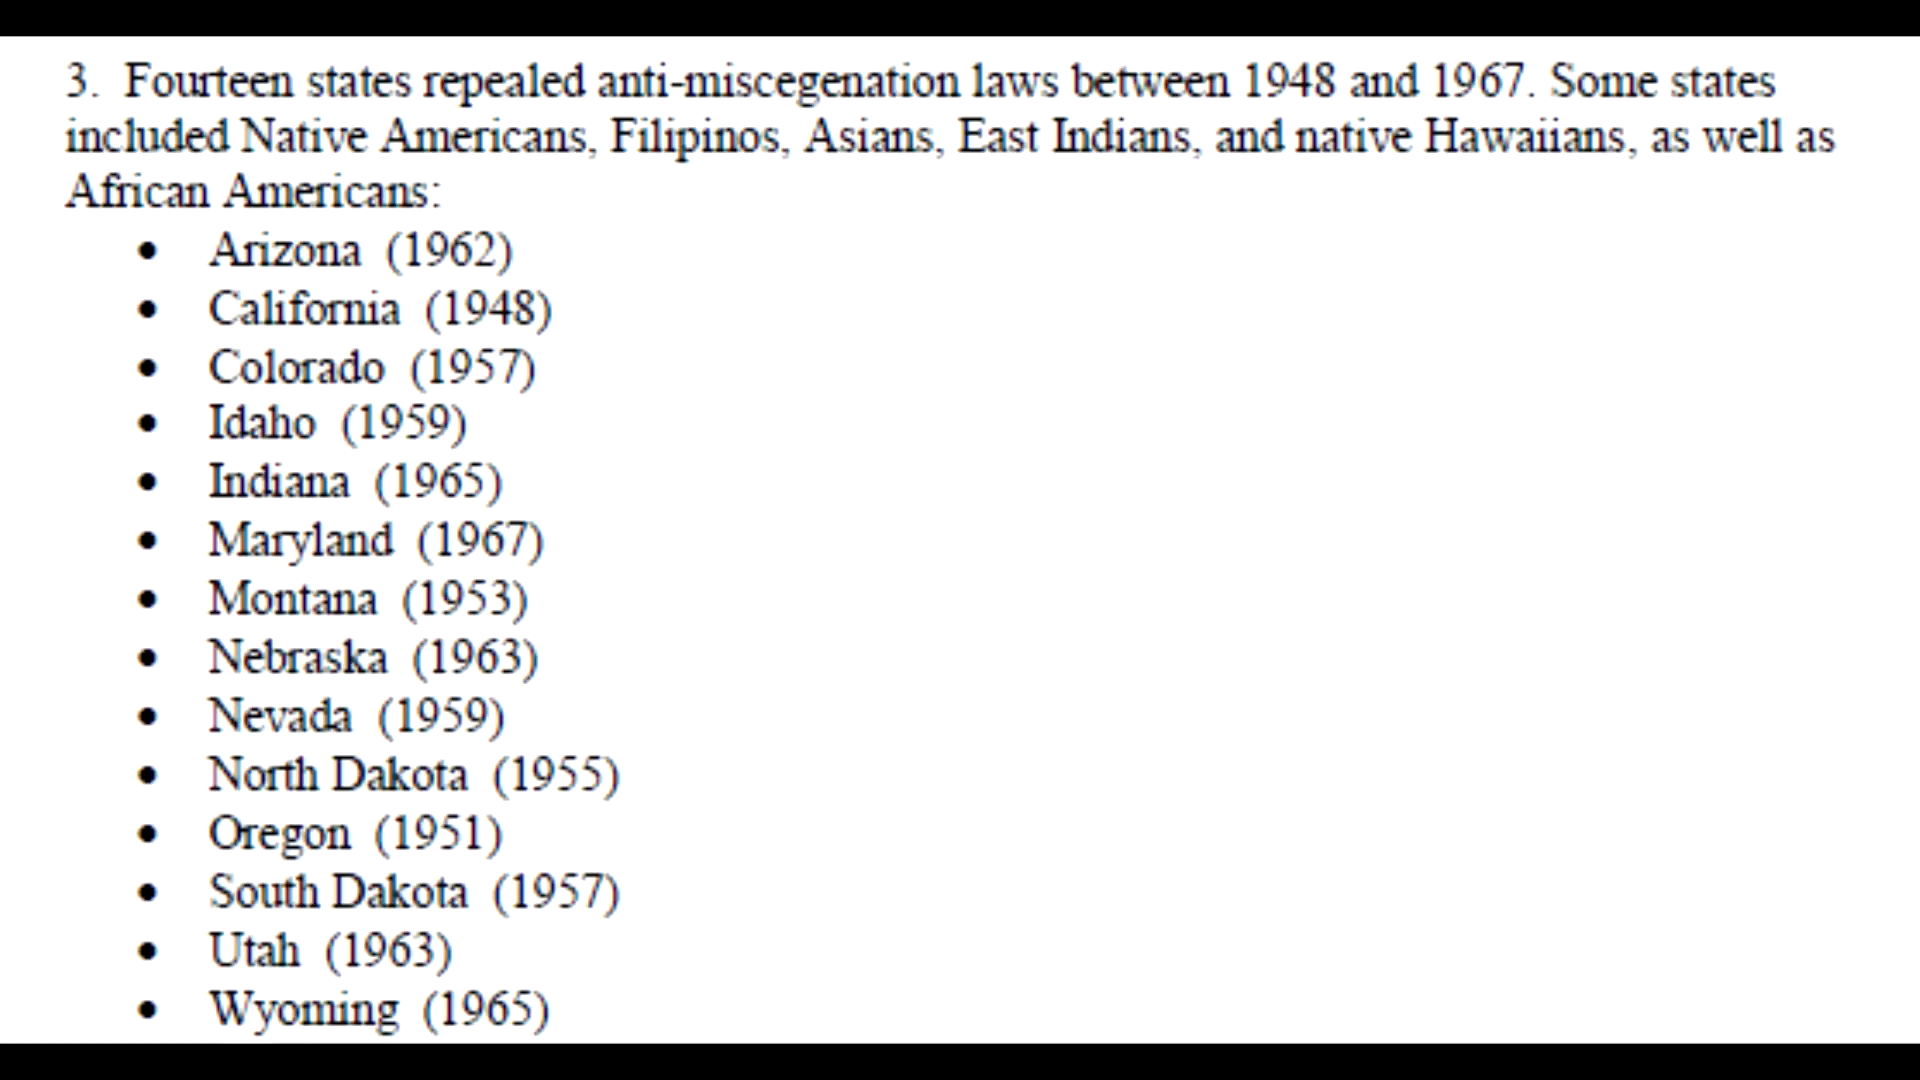 3. Fourteen states repealed anti-miscegenation laws between 1948 and 1967. Some states
included Native Americans, Filipinos, Asians, East Indians, and native Hawaiians, as well as
African Americans:
• Arizona (1962)
• California (1948)
• Colorado (1957)
• Idaho (1959)
• Indiana (1965)
• Maryland (1967)
• Montana (1953)
• Nebraska (1963)
• Nevada (1959)
• North Dakota (1955)
• Oregon (1951)
• South Dakota (1957)
• Utah (1963)
• Wyoming (1965)